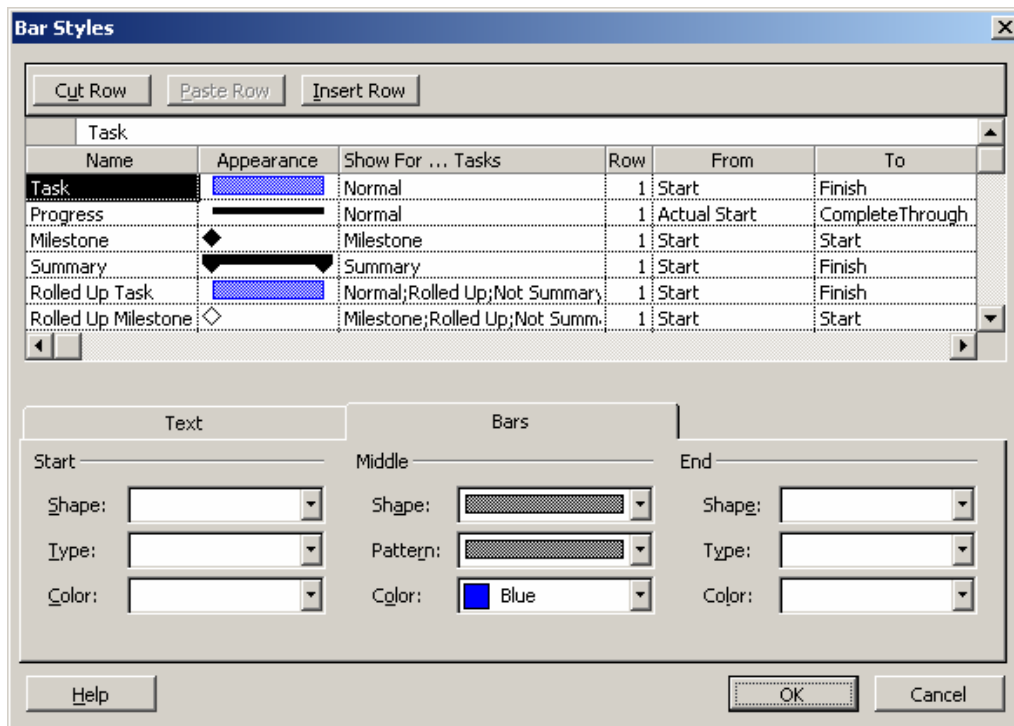 Bar Styles
Cut Row Paste Row Insert Row
Task
Name Appearance Show For ... Tasks Row From To
Task Normal 1 Start Finish
Progress Normal 1 Actual Start CompleteThrough
Milestone Milestone 1 Start Start
Summary Summary 1 Start Finish
Rolled Up Task Normal;Rolled Up;Not Summary 1 Start Finish
Rolled Up Milestone Milestone;Rolled Up;Not Summ 1 Start Start
Text Bars
Start Middle End
Shape: Shape: Shape:
Type: Pattern: Type:
Color: Color: Blue Color:
Help OK Cancel